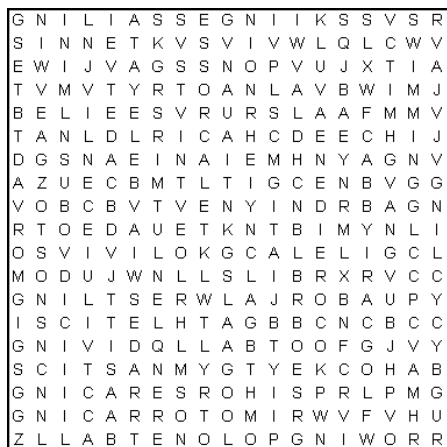 G N I L I A S S E G N I I K S S V S R
S I N N E T K V S V I V W L Q L C W V
E W I J V A G S S N O P V U J X T I A
T V M V T Y R T O A N L A V B W I M J
B E L I E E S V R U R S L A A F M M V
T A N L D L R I C A H C D E E C H I J
D G S N A E I N A I E M H N Y A G N V
A Z U E C B M T L T I G C E N B V G G
V O B C B V T V E N Y I N D R B A G N
R T O E D A U E T K N T B I M Y N L I
O S V I V I L O K G C A L E L I G C L
M O D U J W N L L S L I B R X R V C C
G N I L T S E R W L A J R O B A U P Y
I S C I T E L H T A G B B C N C B C C
G N I V I D Q L L A B T O O F G J V Y
S C I T S A N M Y G T Y E K C O H A B
G N I C A R E S R O H I S P R L P M G
G N I C A R R O T O M I R W V F V H U
Z L L A B T E N O L O P G N I W O R R